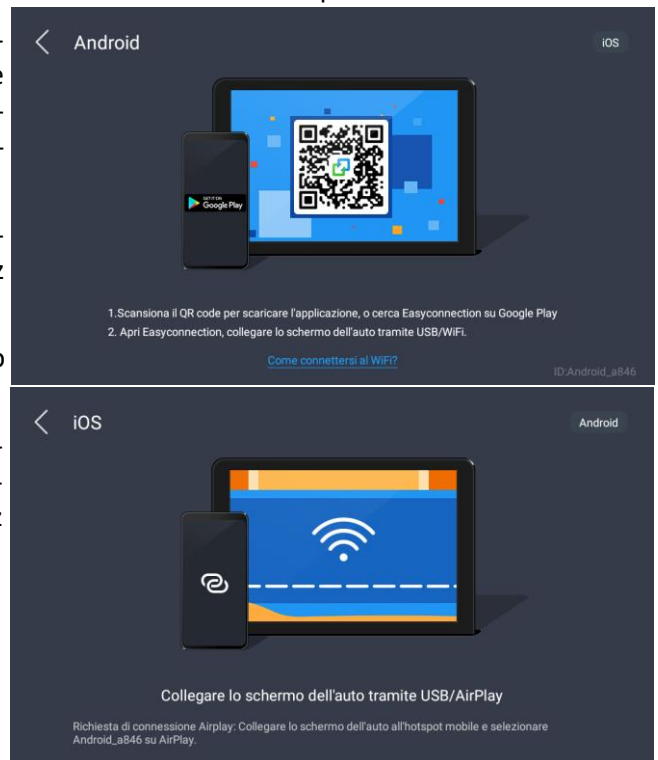 Android
iOS
GET IT ON
Google Play
1.Scansiona il QR code per scaricare l'applicazione, o cerca Easyconnection su Google Play
2. Apri Easyconnection, collegare lo schermo dell'auto tramite USB/WiFi.
Come connettersi al WiFi?
ID:Android_a846
iOS
Android
Collegare lo schermo dell'auto tramite USB/AirPlay
Richiesta di connessione Airplay: Collegare lo schermo dell'auto all'hotspot mobile e selezionare
Android_a846 su AirPlay.